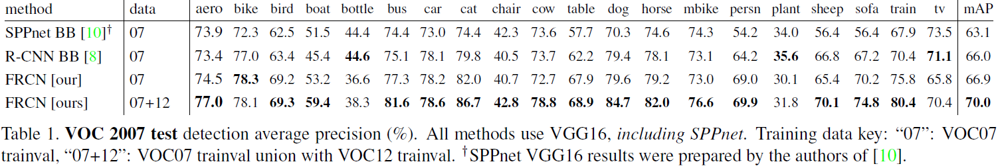 method data aero bike bird boat bottle bus car cat chair cow table dog horse mbike persn plant sheep sofa train tv mAP
SPPnet BB [10]† 07 73.9 72.3 62.5 51.5 44.4 74.4 73.0 74.4 42.3 73.6 57.7 70.3 74.6 74.3 54.2 34.0 56.4 56.4 67.9 73.5 63.1
R-CNN BB [8] 07 73.4 77.0 63.4 45.4 44.6 75.1 78.1 79.8 40.5 73.7 62.2 79.4 78.1 73.1 64.2 35.6 66.8 67.2 70.4 71.1 66.0
FRCN [our] 07 74.5 78.3 69.2 53.2 36.6 77.3 78.2 82.0 40.7 72.7 67.9 79.6 79.2 73.0 69.0 30.1 65.4 70.2 75.8 65.8 66.9
FRCN [ours] 07+12 77.0 78.1 69.3 59.4 38.3 81.6 78.6 86.7 42.8 78.8 68.9 84.7 82.0 76.6 69.9 31.8 70.1 74.8 80.4 70.4 70.0
Table 1. VOC 2007 test detection average precision (%). All methods use VGG16, including SPPnet. Training data key: “07”: VOC07
trainval, “07+12”: VOC07 trainval union with VOC12 trainval. †SPPnet VGG16 results were prepared by the authors of [10].